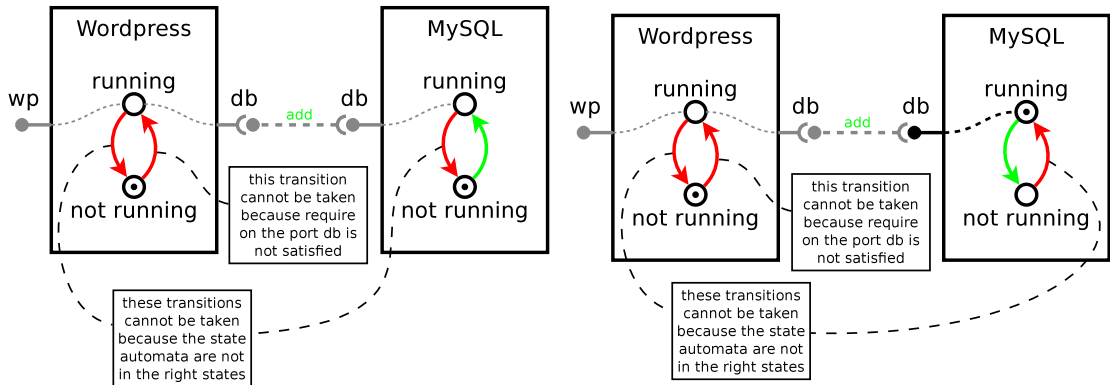 Wordpress
MySQL
running
running
wp
db
db
add
not running
not running
this transition
cannot be taken
because require
on the port db is
not satisfied
these transitions
cannot be taken
because the state
automata are not
in the right states
Wordpress
MySQL
running
running
wp
db
db
add
not running
not running
this transition
cannot be taken
because require
on the port db is
not satisfied
these transitions
cannot be taken
because the state
automata are not
in the right states